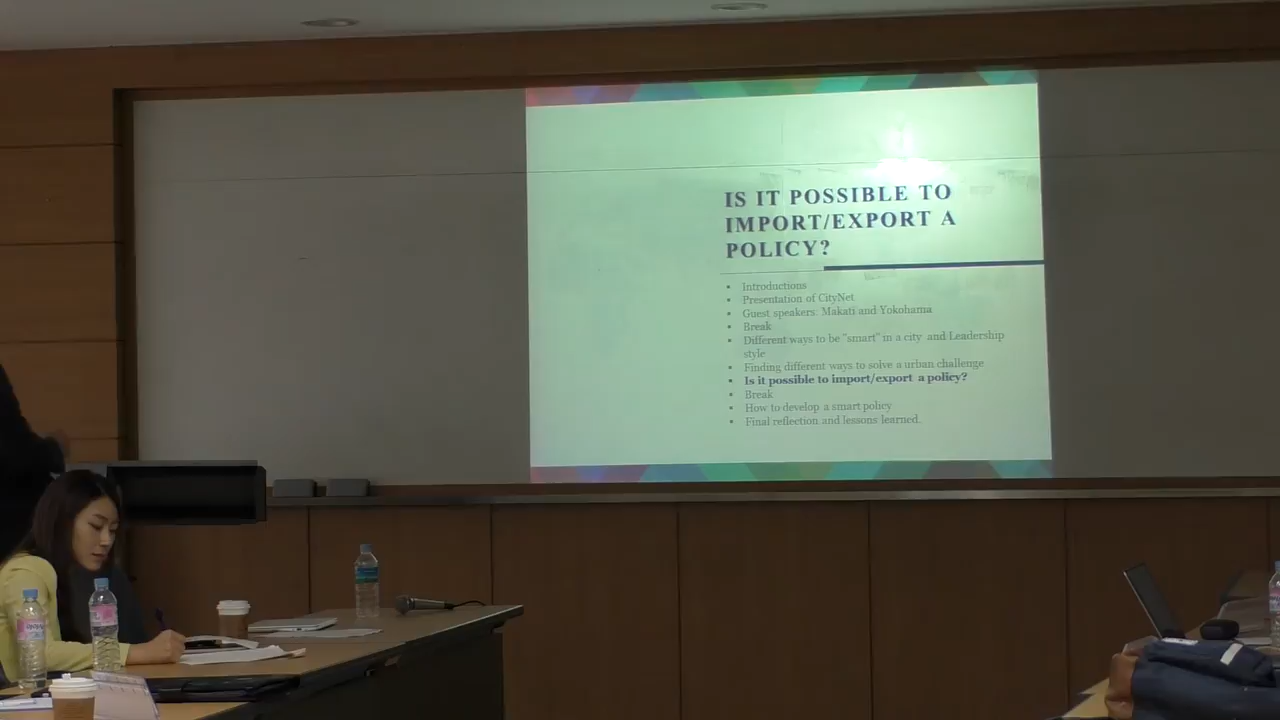 IS IT POSSIBLE TO
IMPORT/EXPORT A
POLICY?
• Introductions
• Presentation of CityNet
• Guest speakers: Makati and Yokohama
• Break
• Different ways to be "smart" in a city and Leadership
style
• Finding different ways to solve a urban challenge
• Is it possible to import/export a policy?
• Break
• How to develop a smart policy
• Final reflection and lessons learned.